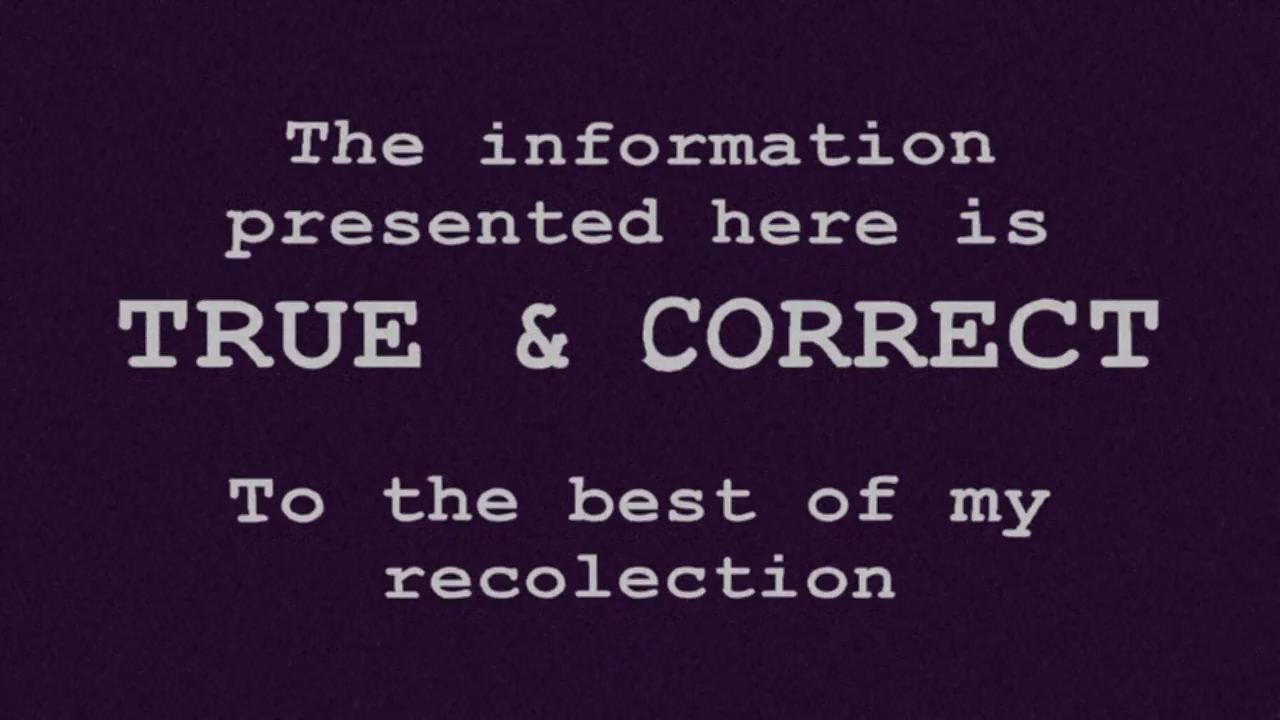 The information
presented here is
TRUE & CORRECT
To the best of my
recolection